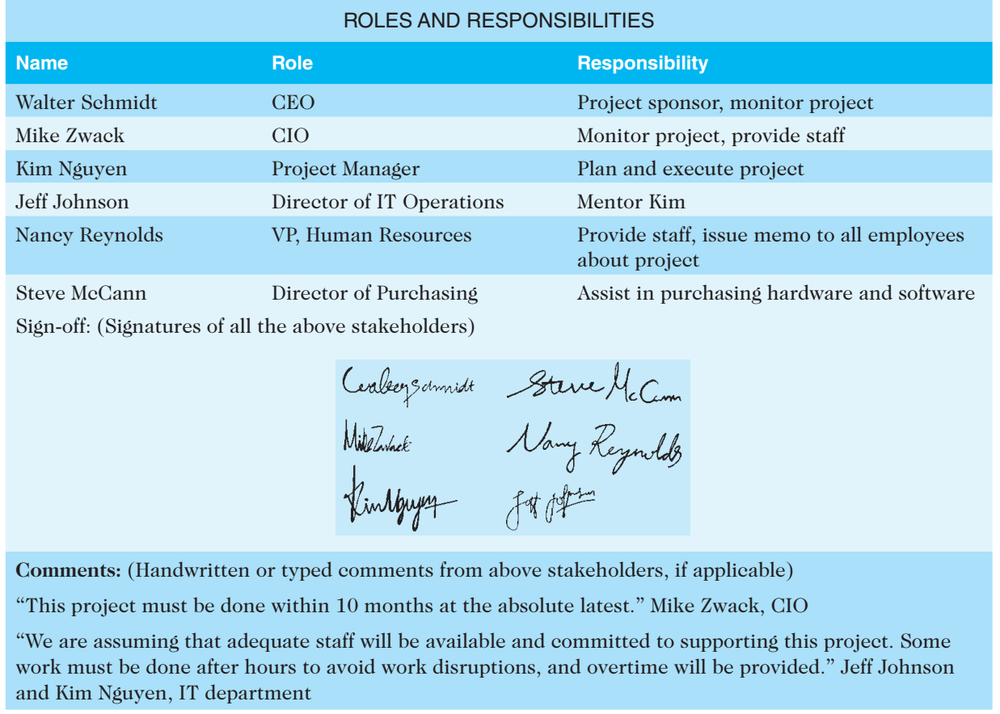 ROLES AND RESPONSIBILITIES
Name Role Responsibility
Walter Schmidt CEO Project sponsor, monitor project
Mike Zwack CIO Monitor project, provide staff
Kim Nguyen Project Manager Plan and execute project
Jeff Johnson Director of IT Operations Mentor Kim
Nancy Reynolds VP, Human Resources Provide staff, issue memo to all employees
about project
Steve McCann Director of Purchasing Assist in purchasing hardware and software
Sign-off: (Signatures of all the above stakeholders)
Schmidt Steve McCann
Mike Zwack Nancy Reynolds
Kim Nguyen Jeff Johnson
Comments: (Handwritten or typed comments from above stakeholders, if applicable)
“This project must be done within 10 months at the absolute latest.” Mike Zwack, CIO
“We are assuming that adequate staff will be available and committed to supporting this project. Some
work must be done after hours to avoid work disruptions, and overtime will be provided.” Jeff Johnson
and Kim Nguyen, IT department